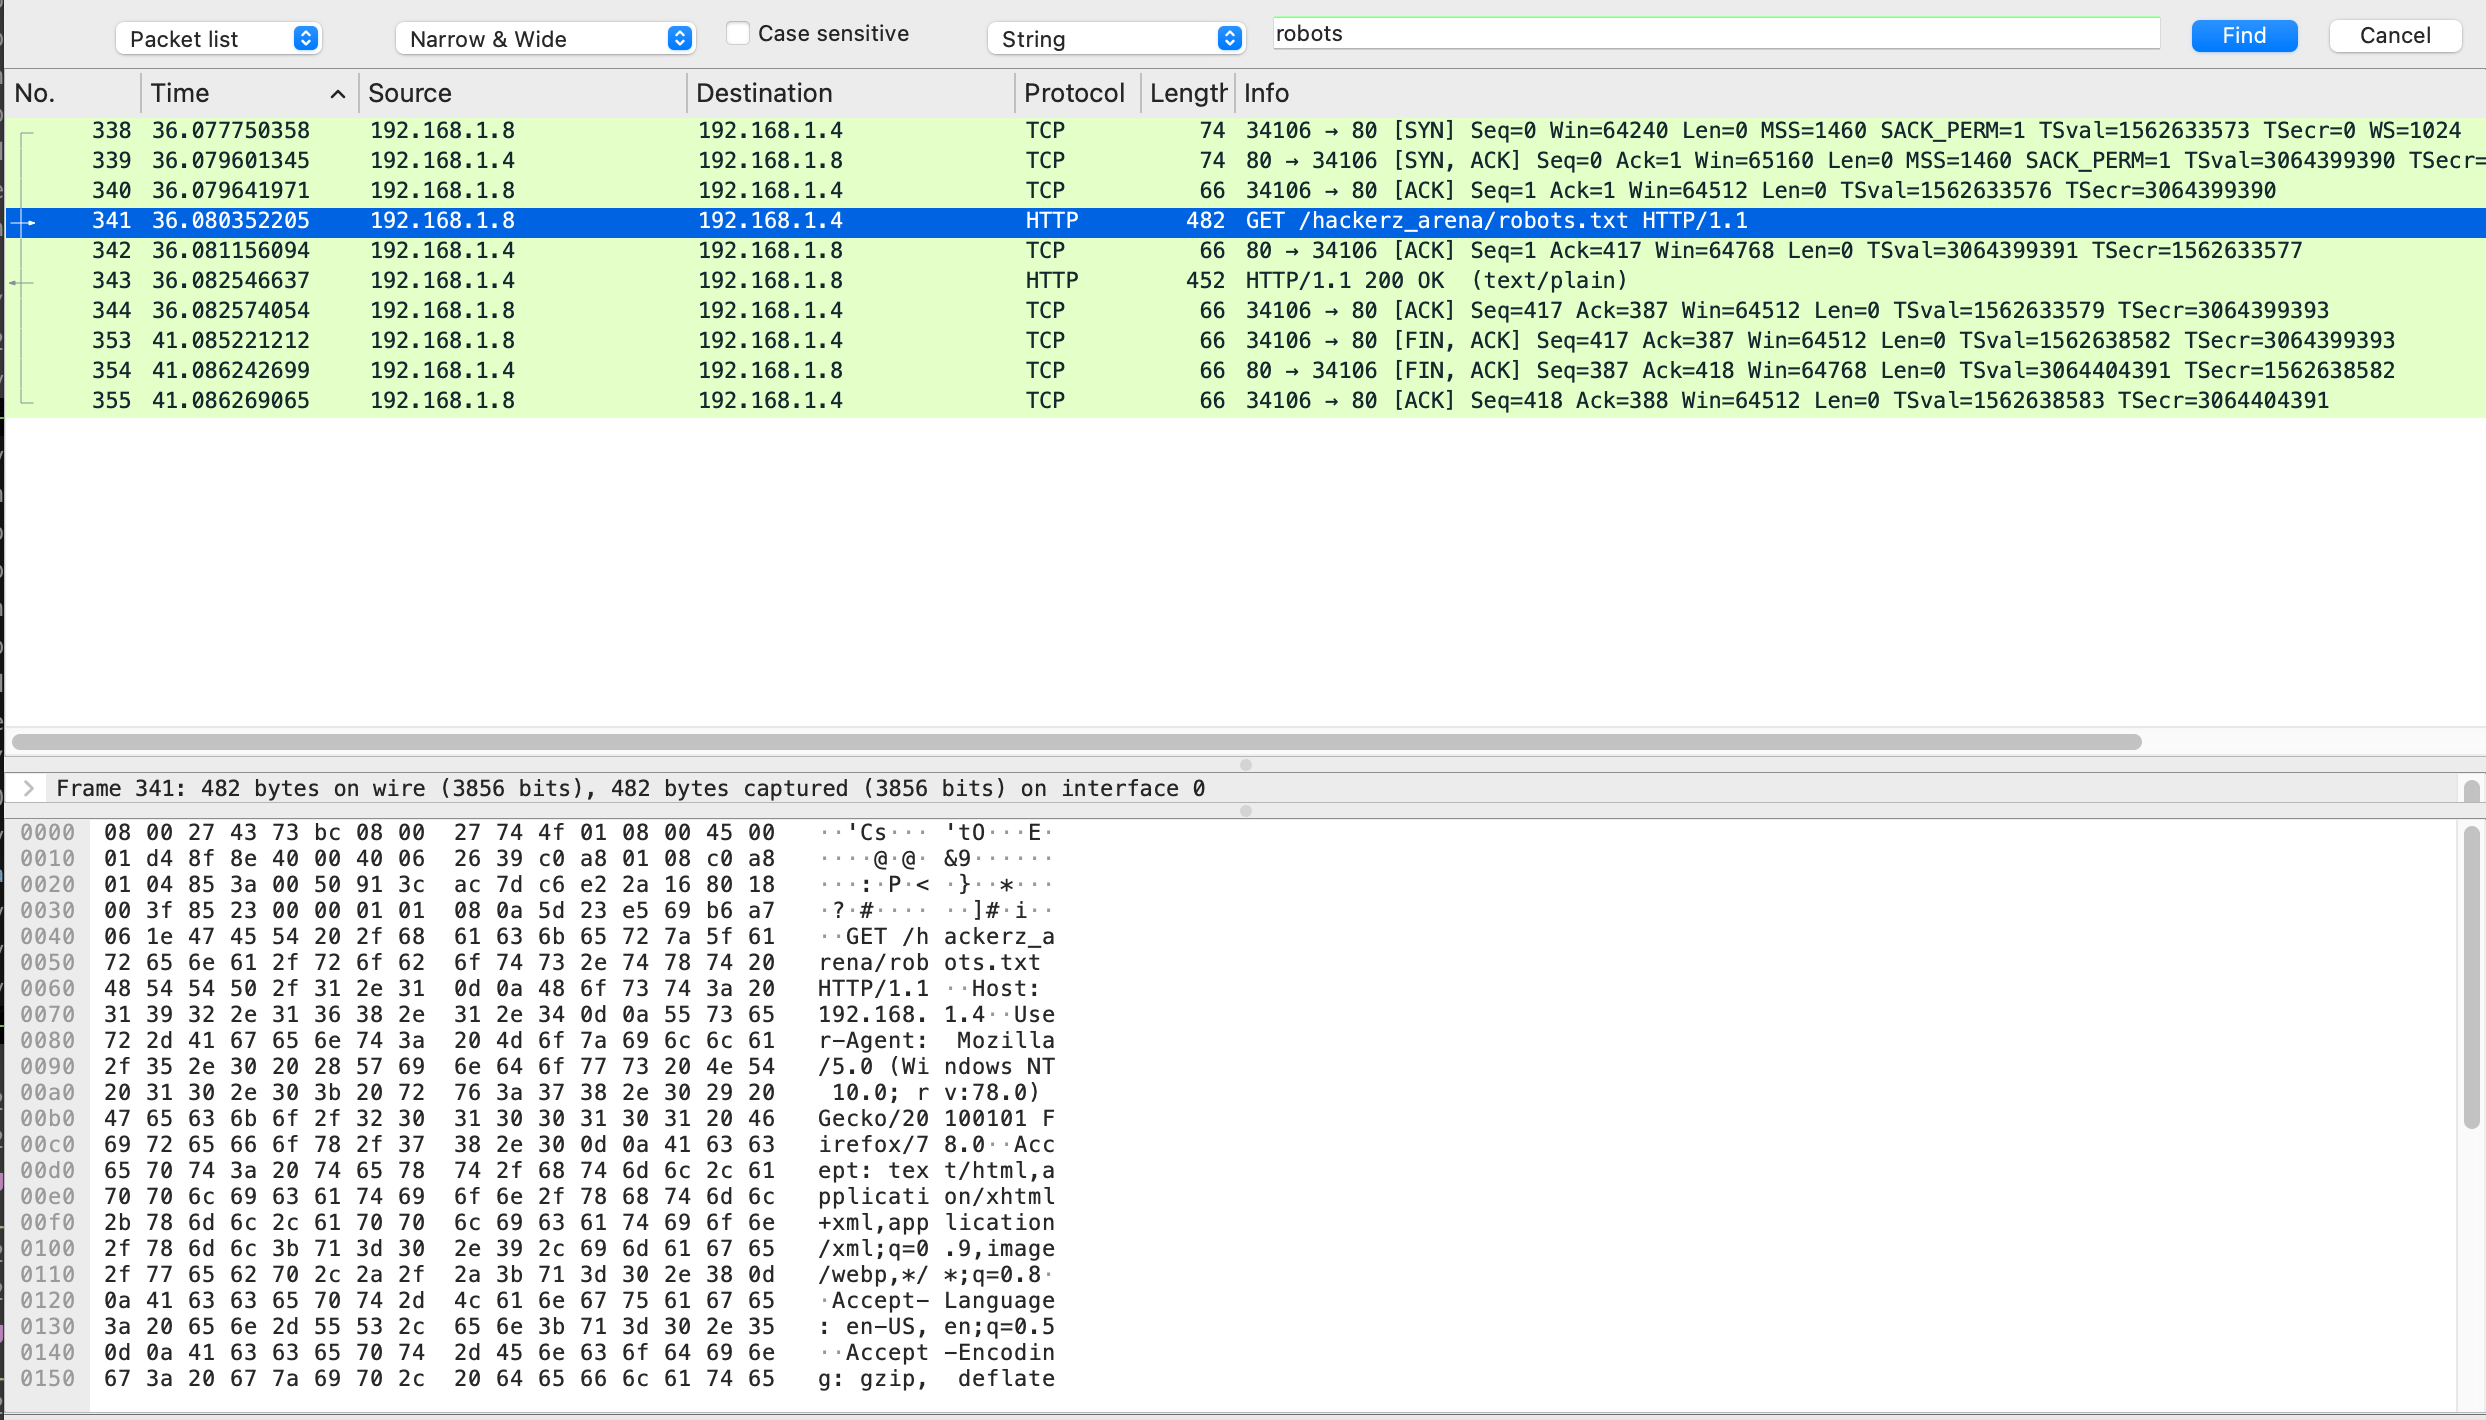 Packet list Narrow & Wide Case sensitive String robots Find Cancel
No. Time Source Destination Protocol Length Info
338 36.077750358 192.168.1.8 192.168.1.4 TCP 74 34106 → 80 [SYN] Seq=0 Win=64240 Len=0 MSS=1460 SACK_PERM=1 TSval=1562633573 TSecr=0 WS=1024
339 36.079601345 192.168.1.4 192.168.1.8 TCP 74 80 → 34106 [SYN, ACK] Seq=0 Ack=1 Win=65160 Len=0 MSS=1460 SACK_PERM=1 TSval=3064399390 TSecr=
340 36.079641971 192.168.1.8 192.168.1.4 TCP 66 34106 → 80 [ACK] Seq=1 Ack=1 Win=64512 Len=0 TSval=1562633576 TSecr=3064399390
341 36.080352205 192.168.1.8 192.168.1.4 HTTP 482 GET /hackerz_arena/robots.txt HTTP/1.1
342 36.081156094 192.168.1.4 192.168.1.8 TCP 66 80 → 34106 [ACK] Seq=1 Ack=417 Win=64768 Len=0 TSval=3064399391 TSecr=1562633577
343 36.082546637 192.168.1.4 192.168.1.8 HTTP 452 HTTP/1.1 200 OK (text/plain)
344 36.082574054 192.168.1.8 192.168.1.4 TCP 66 34106 → 80 [ACK] Seq=417 Ack=387 Win=64512 Len=0 TSval=1562633579 TSecr=3064399393
353 41.085221212 192.168.1.8 192.168.1.4 TCP 66 34106 → 80 [FIN, ACK] Seq=417 Ack=387 Win=64512 Len=0 TSval=1562638582 TSecr=3064399393
354 41.086242699 192.168.1.4 192.168.1.8 TCP 66 80 → 34106 [FIN, ACK] Seq=387 Ack=418 Win=64768 Len=0 TSval=3064404391 TSecr=1562638582
355 41.086269065 192.168.1.8 192.168.1.4 TCP 66 34106 → 80 [ACK] Seq=418 Ack=388 Win=64512 Len=0 TSval=1562638583 TSecr=3064404391
Frame 341: 482 bytes on wire (3856 bits), 482 bytes captured (3856 bits) on interface 0
0000 08 00 27 43 73 bc 08 00 27 74 4f 01 08 00 45 00 ··'Cs··· 'tO···E·
0010 01 d4 8f 8e 40 00 40 06 26 39 c0 a8 01 08 c0 a8 ····@·@· &9······
0020 01 04 85 3a 00 50 91 3c ac 7d c6 e2 2a 16 80 18 ···:·P·< ·}··*···
0030 00 3f 85 23 00 00 01 01 08 0a 5d 23 e5 69 b6 a7 ·?·#···· ··]#·i··
0040 06 1e 47 45 54 20 2f 68 61 63 6b 65 72 7a 5f 61 ··GET /h ackerz_a
0050 72 65 6e 61 2f 72 6f 62 6f 74 73 2e 74 78 74 20 rena/rob ots.txt
0060 48 54 54 50 2f 31 2e 31 0d 0a 48 6f 73 74 3a 20 HTTP/1.1 ··Host:
0070 31 39 32 2e 31 36 38 2e 31 2e 34 0d 0a 55 73 65 192.168. 1.4··Use
0080 72 2d 41 67 65 6e 74 3a 20 4d 6f 7a 69 6c 6c 61 r-Agent: Mozilla
0090 2f 35 2e 30 20 28 57 69 6e 64 6f 77 73 20 4e 54 /5.0 (Wi ndows NT
00a0 20 31 30 2e 30 3b 20 72 76 3a 37 38 2e 30 29 20 10.0; r v:78.0)
00b0 47 65 63 6b 6f 2f 32 30 31 30 30 31 30 31 20 46 Gecko/20 100101 F
00c0 69 72 65 66 6f 78 2f 37 38 2e 30 0d 0a 41 63 63 irefox/7 8.0··Acc
00d0 65 70 74 3a 20 74 65 78 74 2f 68 74 6d 6c 2c 61 ept: tex t/html,a
00e0 70 70 6c 69 63 61 74 69 6f 6e 2f 78 68 74 6d 6c pplicati on/xhtml
00f0 2b 78 6d 6c 2c 61 70 70 6c 69 63 61 74 69 6f 6e +xml,app lication
0100 2f 78 6d 6c 3b 71 3d 30 2e 39 2c 69 6d 61 67 65 /xml;q=0 .9,image
0110 2f 77 65 62 70 2c 2a 2f 2a 3b 71 3d 30 2e 38 0d /webp,*/ *;q=0.8·
0120 0a 41 63 63 65 70 74 2d 4c 61 6e 67 75 61 67 65 ·Accept- Language
0130 3a 20 65 6e 2d 55 53 2c 65 6e 3b 71 3d 30 2e 35 : en-US, en;q=0.5
0140 0d 0a 41 63 63 65 70 74 2d 45 6e 63 6f 64 69 6e ··Accept -Encodin
0150 67 3a 20 67 7a 69 70 2c 20 64 65 66 6c 61 74 65 g: gzip, deflate